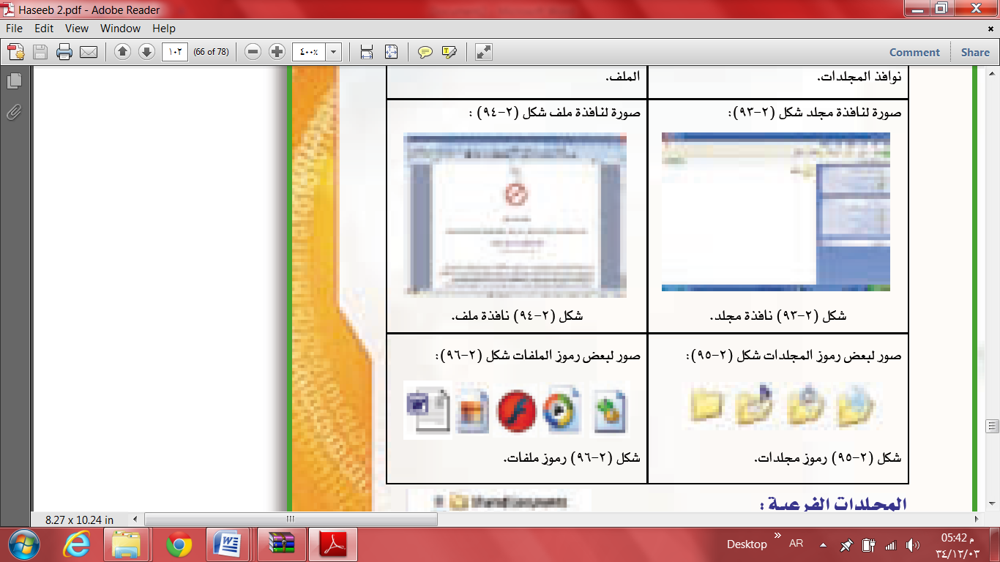 Haseeb 2.pdf - Adobe Reader
File Edit View Window Help
١٠٢ (66 of 78) ٤٠٠٪ Comment Share
نوافذ المجلدات.
الملف.
صورة لنافذة مجلد شكل (٢-٩٣):
صورة لنافذة ملف شكل (٢-٩٤) :
شكل (٢-٩٣) نافذة مجلد.
شكل (٢-٩٤) نافذة ملف.
صور لبعض رموز المجلدات شكل (٢-٩٥):
صور لبعض رموز الملفات شكل (٢-٩٦):
شكل (٢-٩٥) رموز مجلدات.
شكل (٢-٩٦) رموز ملفات.
المجلدات الفرعية :
Shared Documents
8.27 x 10.24 in
Desktop » AR
05:42 م
٣٤/١٢/٠٣